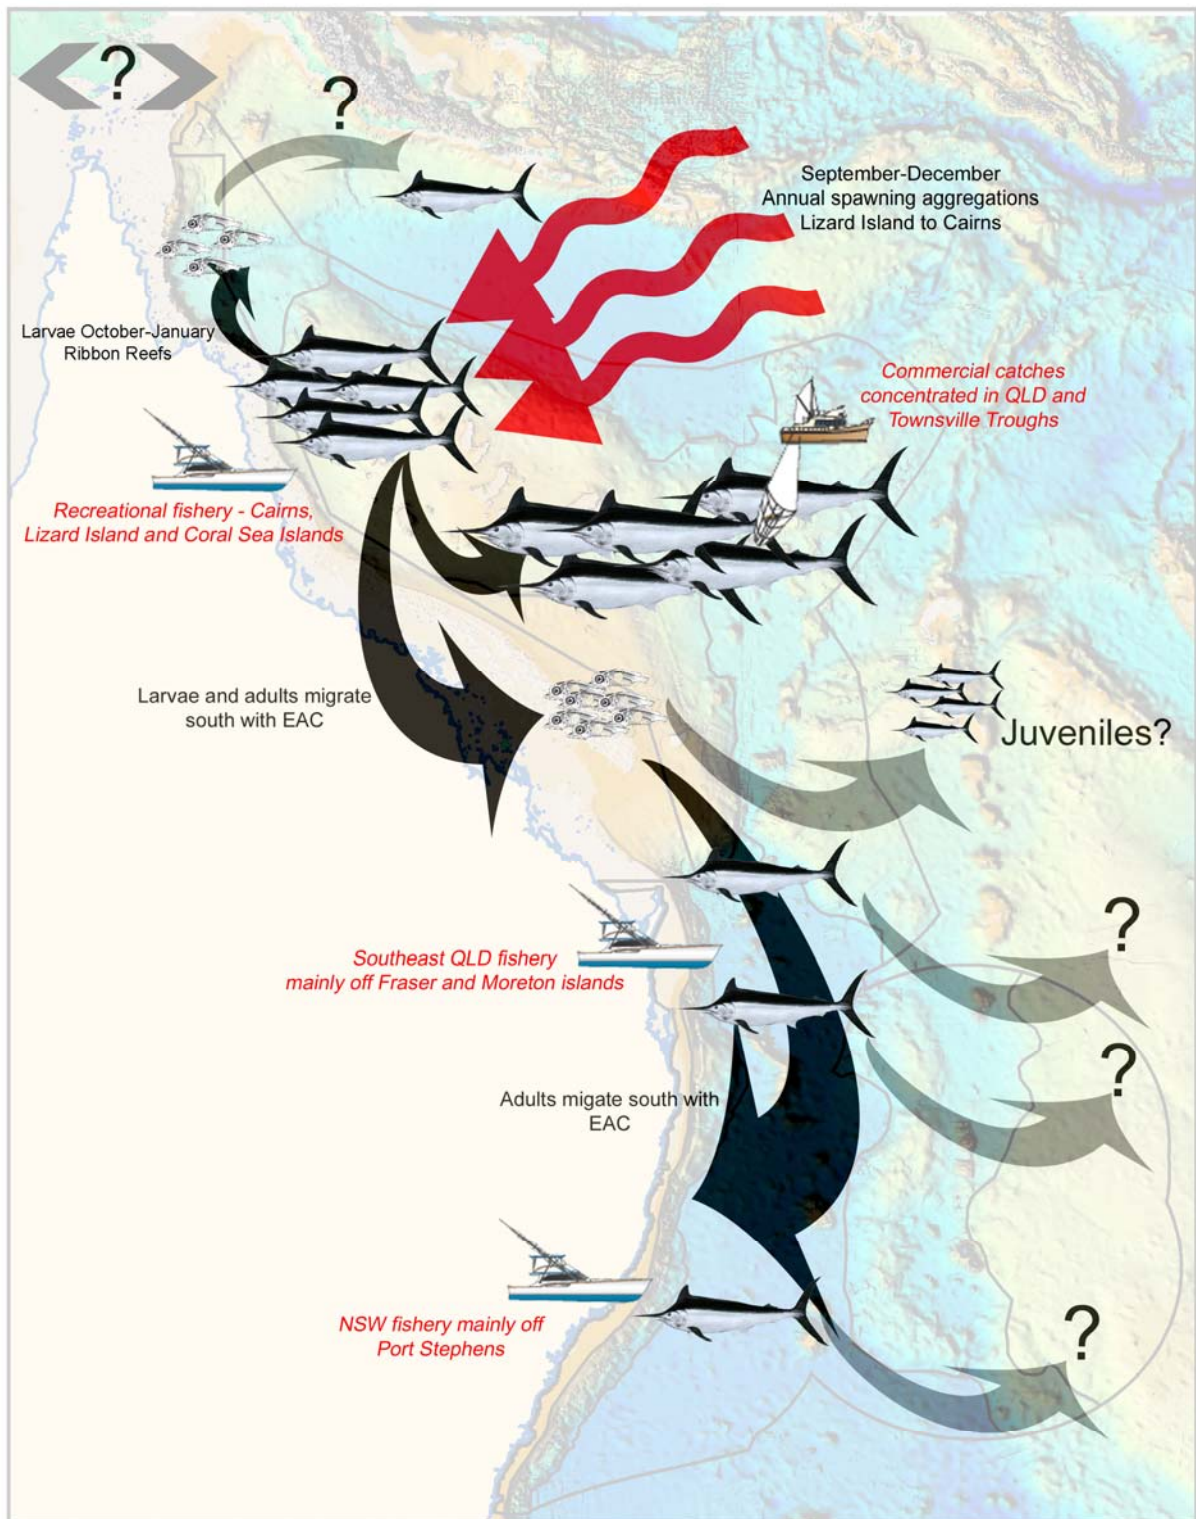 ?
?
September-December
Annual spawning aggregations
Lizard Island to Cairns
Larvae October-January
Ribbon Reefs
Commercial catches
concentrated in QLD and
Townsville Troughs
Recreational fishery - Cairns,
Lizard Island and Coral Sea Islands
Larvae and adults migrate
south with EAC
Juveniles?
?
Southeast QLD fishery
mainly off Fraser and Moreton islands
?
Adults migate south with
EAC
NSW fishery mainly off
Port Stephens
?